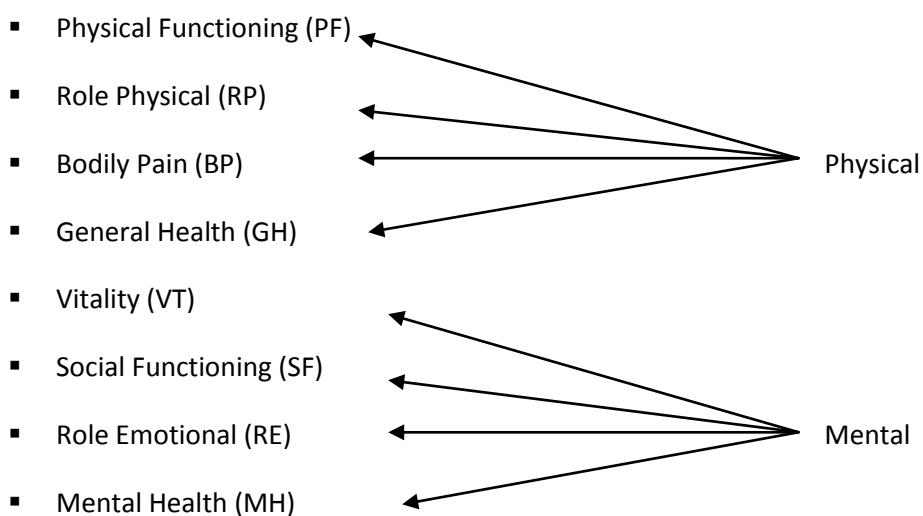 ▪ Physical Functioning (PF)
▪ Role Physical (RP)
▪ Bodily Pain (BP)
Physical
▪ General Health (GH)
▪ Vitality (VT)
▪ Social Functioning (SF)
▪ Role Emotional (RE)
Mental
▪ Mental Health (MH)